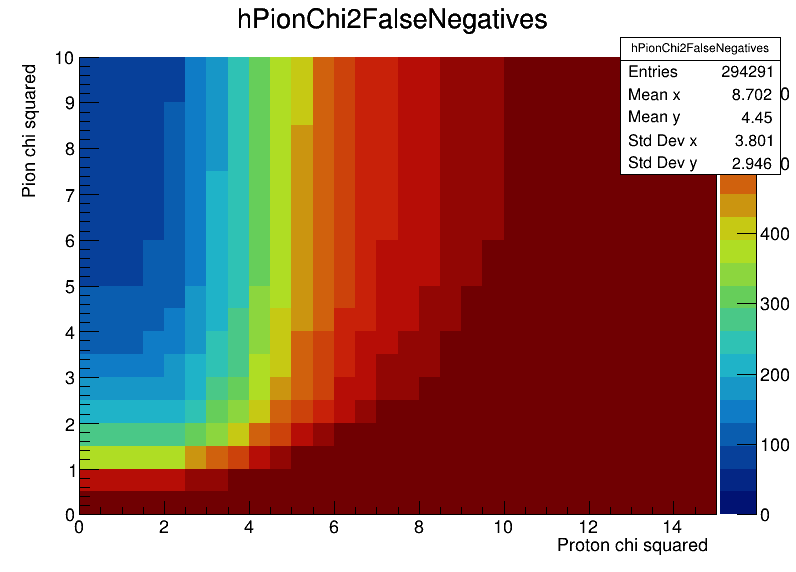 hPionChi2FalseNegatives
hPionChi2FalseNegatives
Entries 294291
Mean x 8.702
Mean y 4.45
Std Dev x 3.801
Std Dev y 2.946
Pion chi squared
10
9
8
7
6
5
4
3
2
1
0
0 2 4 6 8 10 12 14
Proton chi squared
0
0
400
300
200
100
0